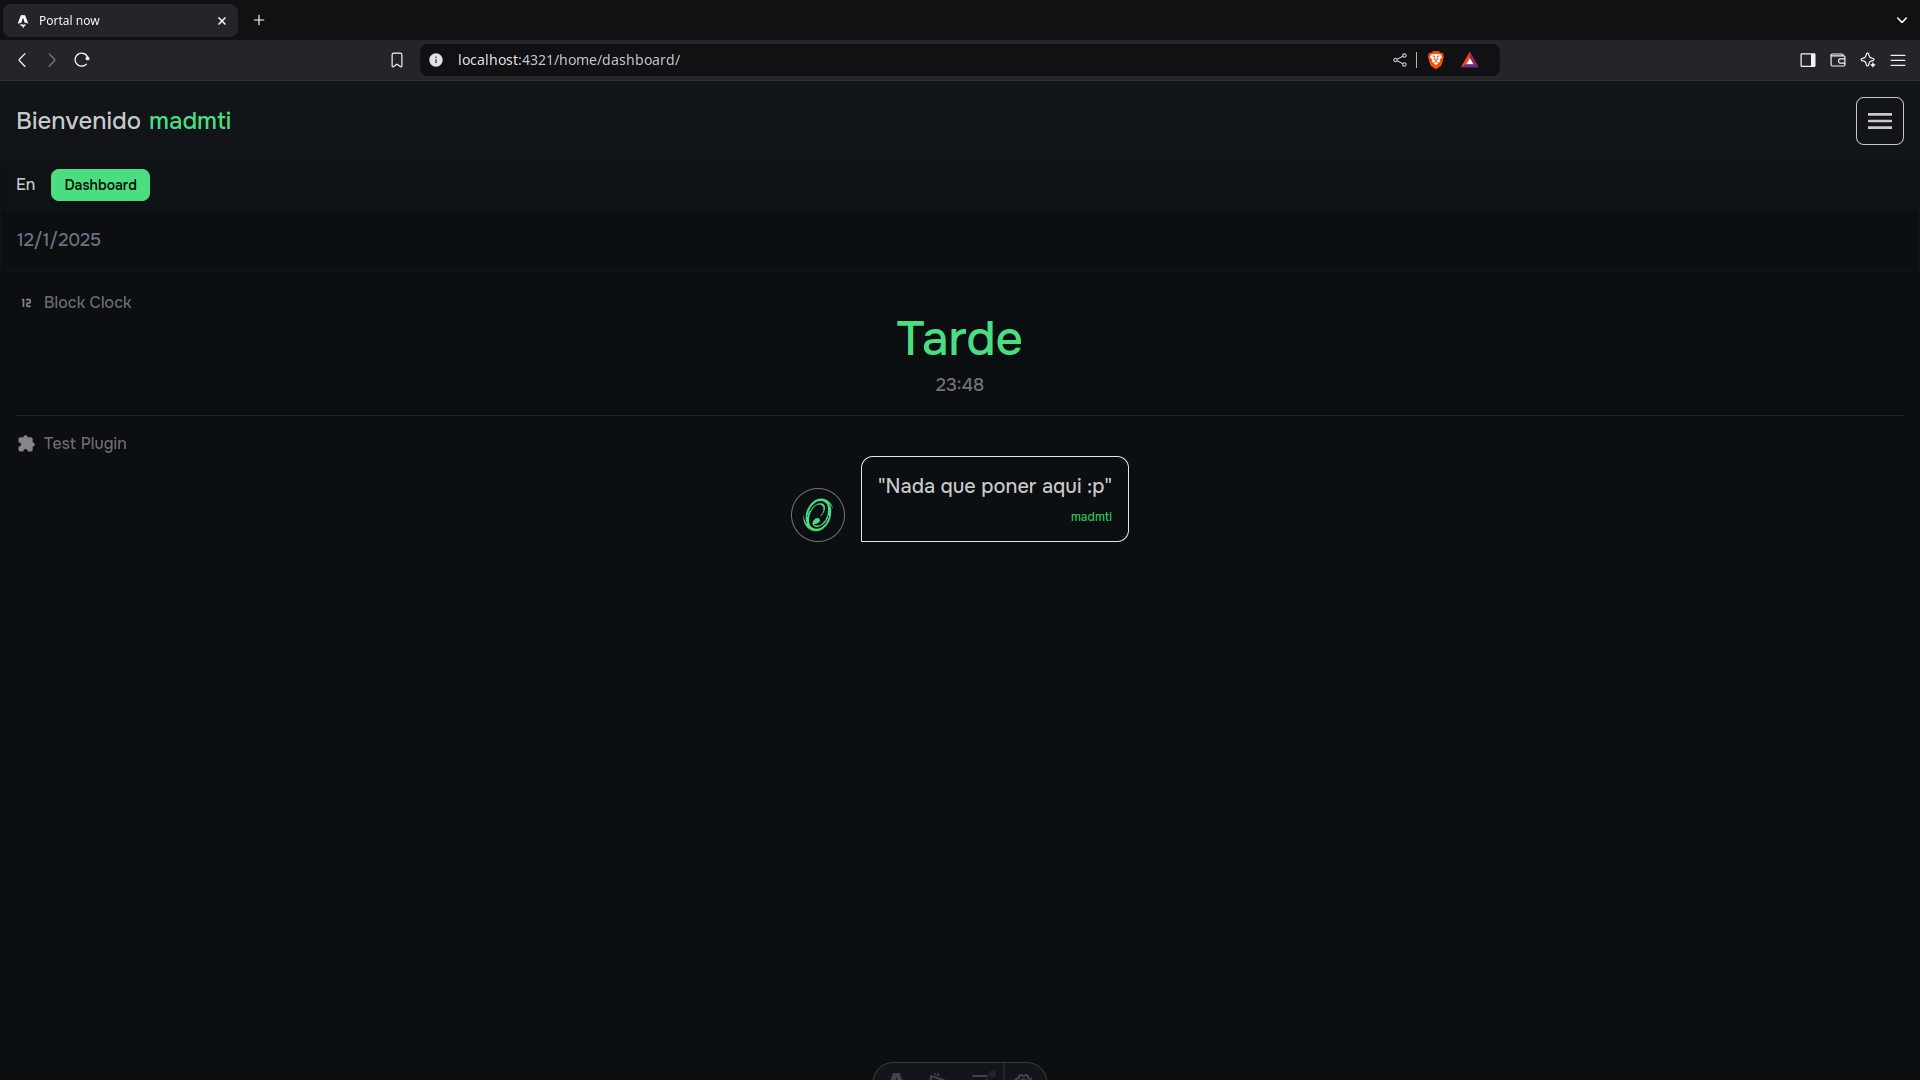 Portal now
localhost:4321/home/dashboard/
Bienvenido madmti
En Dashboard
12/1/2025
12 Block Clock
Tarde
23:48
Test Plugin
"Nada que poner aqui :p"
madmti